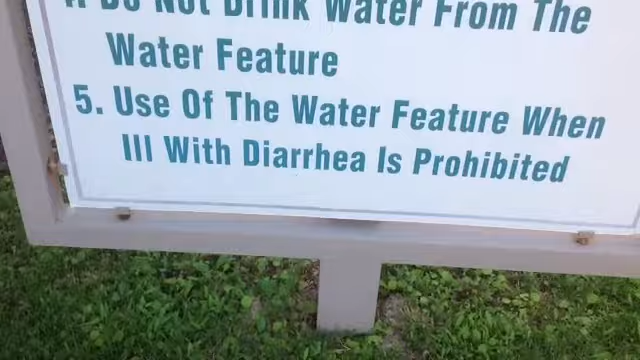 4. Do Not Drink Water From The
Water Feature
5. Use Of The Water Feature When
Ill With Diarrhea Is Prohibited